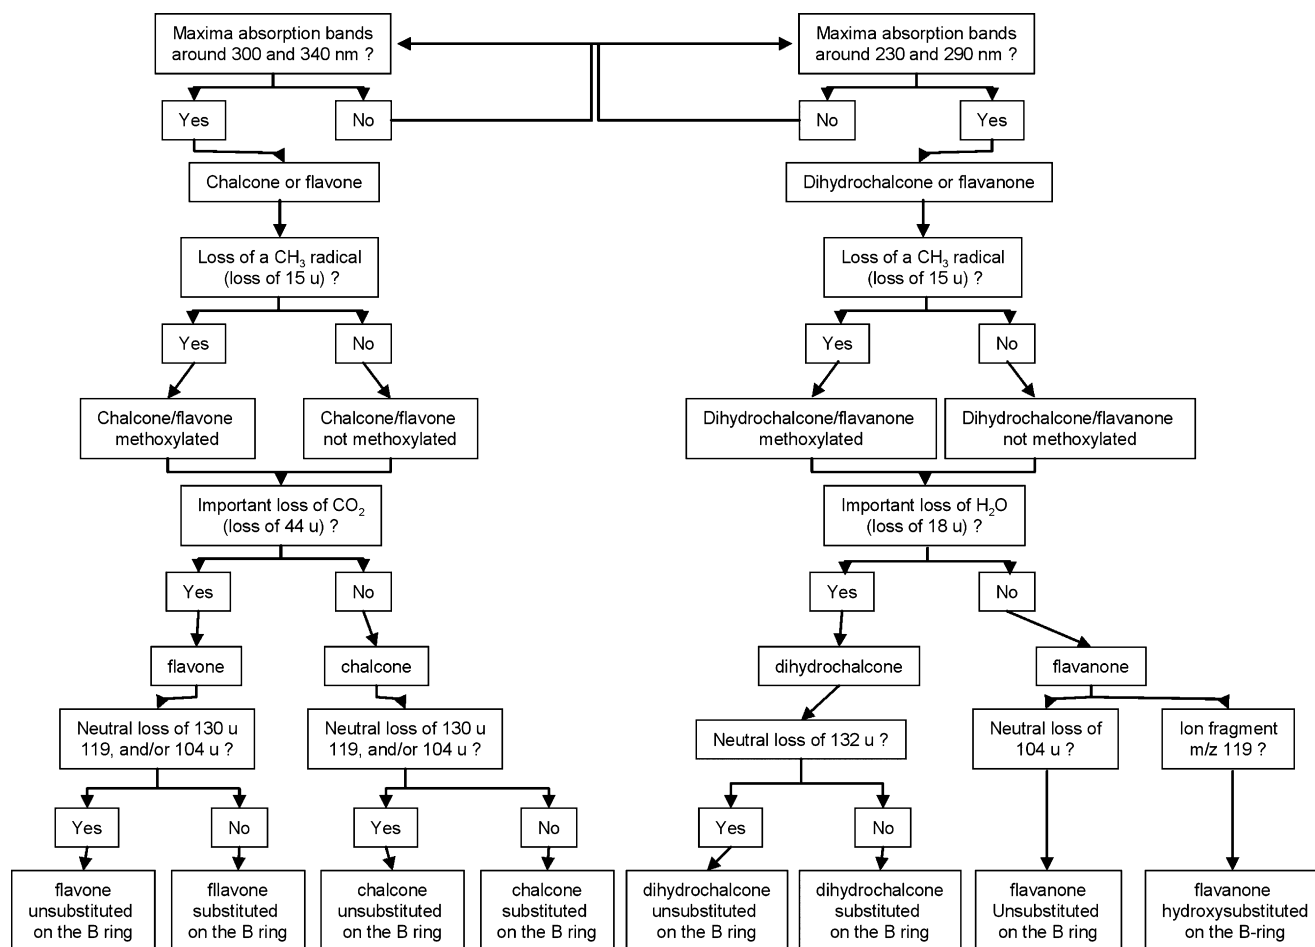 Maxima absorption bands
around 300 and 340 nm ?
Maxima absorption bands
around 230 and 290 nm ?
Yes
No
No
Yes
Chalcone or flavone
Dihydrochalcone or flavanone
Loss of a CH₃ radical
(loss of 15 u) ?
Loss of a CH₃ radical
(loss of 15 u) ?
Yes
No
Yes
No
Chalcone/flavone
methoxylated
Chalcone/flavone
not methoxylated
Dihydrochalcone/flavanone
methoxylated
Dihydrochalcone/flavanone
not methoxylated
Important loss of CO₂
(loss of 44 u) ?
Important loss of H₂O
(loss of 18 u) ?
Yes
No
Yes
No
flavone
chalcone
dihydrochalcone
flavanone
Neutral loss of 130 u
119, and/or 104 u ?
Neutral loss of 130 u
119, and/or 104 u ?
Neutral loss of 132 u ?
Neutral loss of
104 u ?
Ion fragment
m/z 119 ?
Yes
No
Yes
No
Yes
No
flavone
unsubstituted
on the B ring
fllavone
substituted
on the B ring
chalcone
unsubstituted
on the B ring
chalcone
substituted
on the B ring
dihydrochalcone
unsubstituted
on the B ring
dihydrochalcone
substituted
on the B ring
flavanone
Unsubstituted
on the B ring
flavanone
hydroxysubstituted
on the B-ring